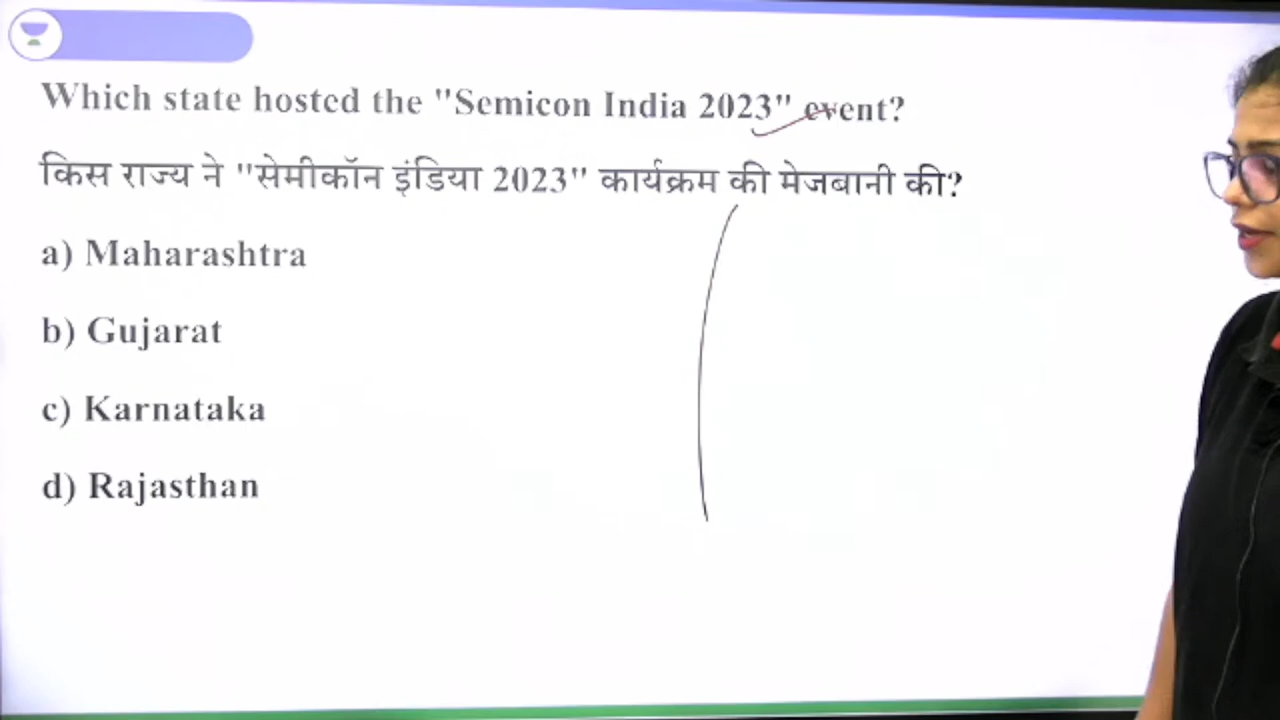 Which state hosted the "Semicon India 2023" event?
किस राज्य ने "सेमीकॉन इंडिया 2023" कार्यक्रम की मेजबानी की?
a) Maharashtra
b) Gujarat
c) Karnataka
d) Rajasthan